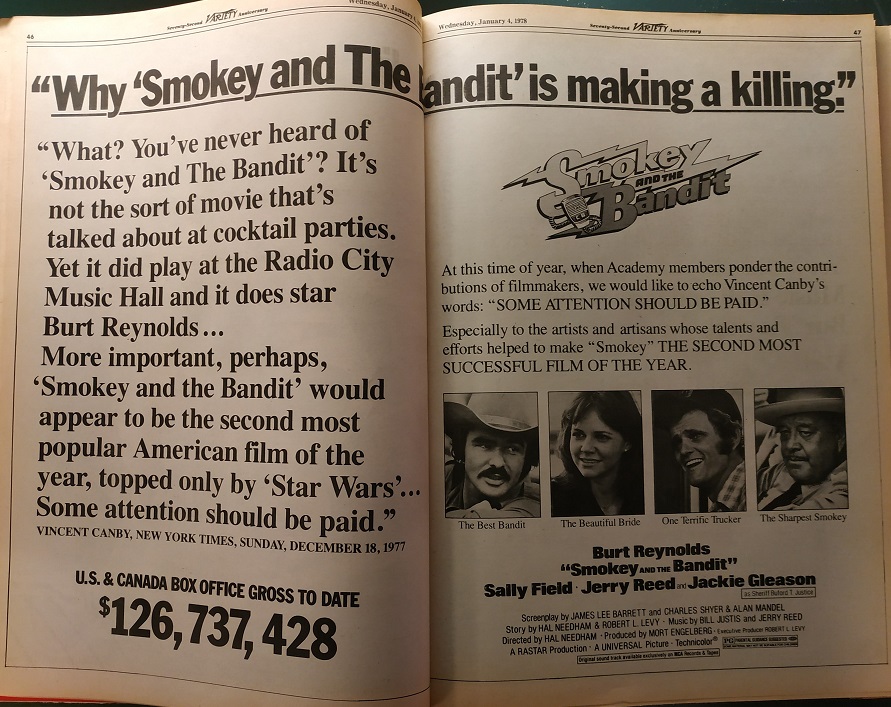 46
Seventy-Second VARIETY Anniversary
Wednesday, January
Wednesday, January 4, 1978
Seventy-Second VARIETY Anniversary
47
“Why ‘Smokey and The Bandit’ is making a killing.”
“What? You’ve never heard of
‘Smokey and The Bandit’? It’s
not the sort of movie that’s
talked about at cocktail parties.
Yet it did play at the Radio City
Music Hall and it does star
Burt Reynolds...
More important, perhaps,
‘Smokey and the Bandit’ would
appear to be the second most
popular American film of the
year, topped only by ‘Star Wars’...
Some attention should be paid.”
VINCENT CANBY, NEW YORK TIMES, SUNDAY, DECEMBER 18, 1977
U.S. & CANADA BOX OFFICE GROSS TO DATE
$126,737,428
Smokey
AND THE
Bandit
At this time of year, when Academy members ponder the contri-
butions of filmmakers, we would like to echo Vincent Canby’s
words: “SOME ATTENTION SHOULD BE PAID.”
Especially to the artists and artisans whose talents and
efforts helped to make “Smokey” THE SECOND MOST
SUCCESSFUL FILM OF THE YEAR.
The Best Bandit
The Beautiful Bride
One Terrific Trucker
The Sharpest Smokey
Burt Reynolds
“Smokey AND THE Bandit”
Sally Field · Jerry Reed and Jackie Gleason
as Sheriff Buford T. Justice
Screenplay by JAMES LEE BARRETT and CHARLES SHYER & ALAN MANDEL
Story by HAL NEEDHAM & ROBERT L. LEVY · Music by BILL JUSTIS and JERRY REED
Directed by HAL NEEDHAM · Produced by MORT ENGELBERG · Executive Producer ROBERT L. LEVY
A RASTAR Production · A UNIVERSAL Picture · Technicolor® PG PARENTAL GUIDANCE SUGGESTED
Original sound track available exclusively on MCA Records & Tapes